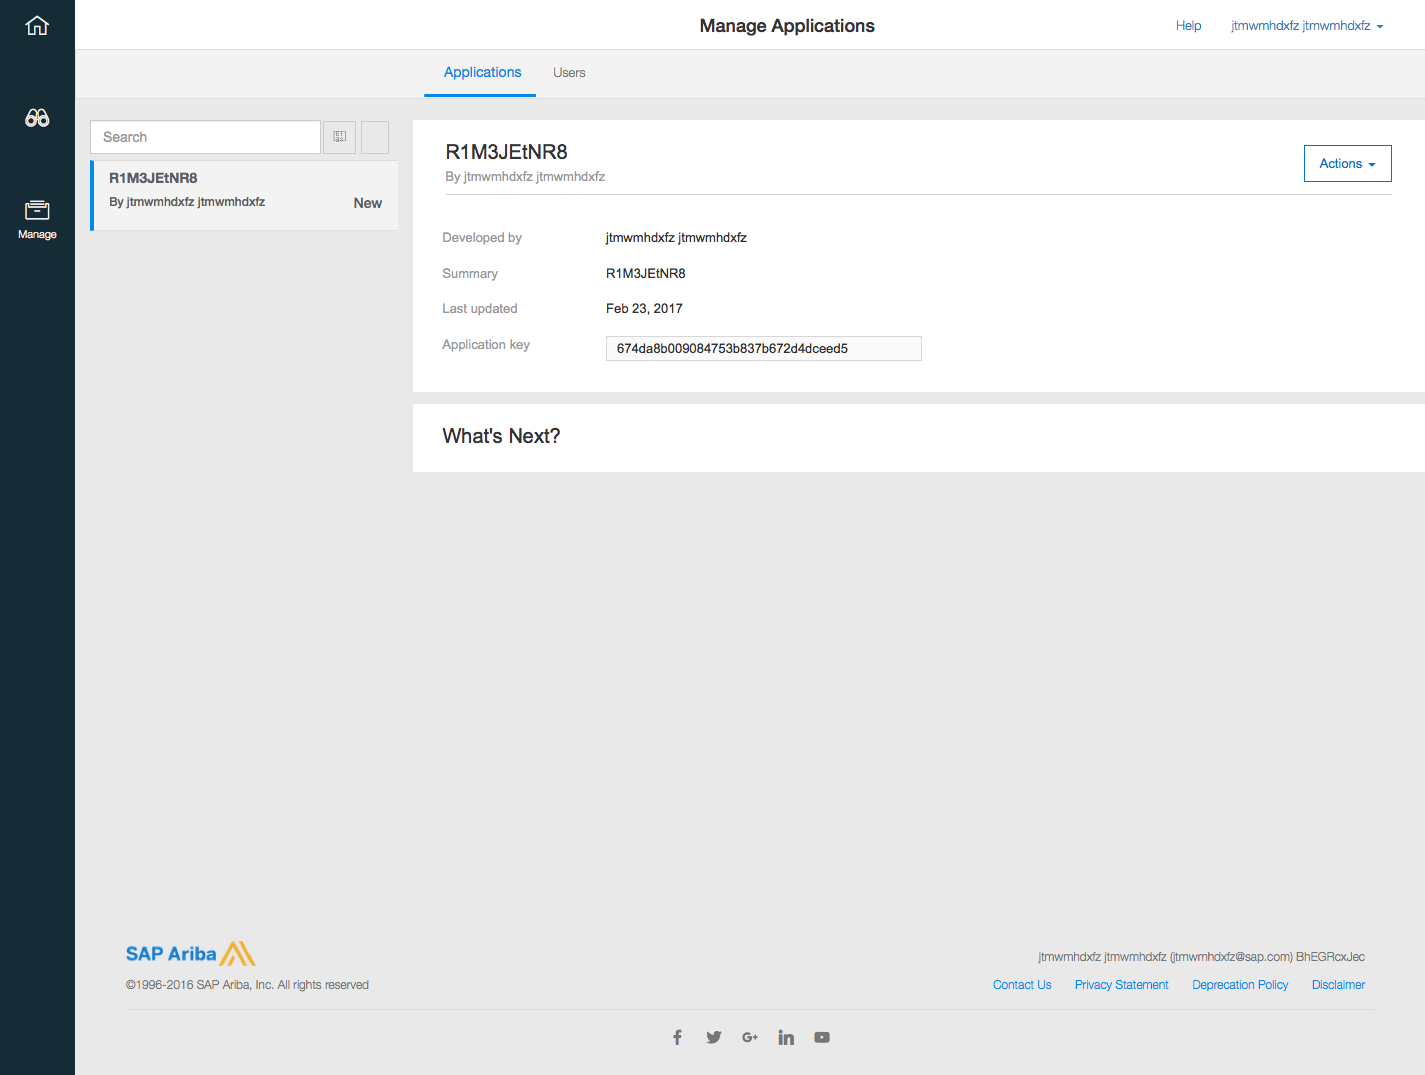 Manage Applications
Help
jtmwmhdxfz jtmwmhdxfz
Applications
Users
Manage
Search
R1M3JEtNR8
By jtmwmhdxfz jtmwmhdxfz
New
R1M3JEtNR8
By jtmwmhdxfz jtmwmhdxfz
Actions
Developed by jtmwmhdxfz jtmwmhdxfz
Summary R1M3JEtNR8
Last updated Feb 23, 2017
Application key 674da8b009084753b837b672d4dceed5
What's Next?
SAP Ariba
©1996-2016 SAP Ariba, Inc. All rights reserved
jtmwmhdxfz jtmwmhdxfz (jtmwmhdxfz@sap.com) BhEGRcxJec
Contact Us Privacy Statement Deprecation Policy Disclaimer